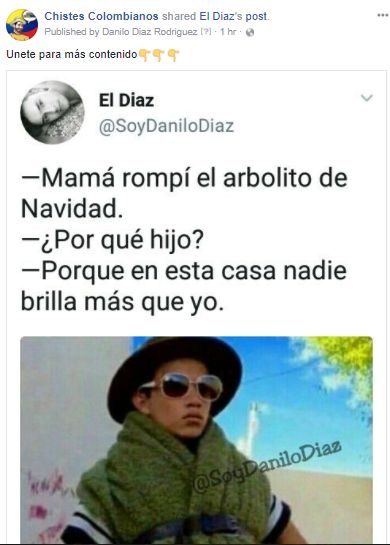 Chistes Colombianos shared El Diaz's post.
Published by Danilo Diaz Rodriguez [?] · 1 hr ·
Unete para más contenido👇👇👇
El Diaz
@SoyDaniloDiaz
—Mamá rompí el arbolito de
Navidad.
—¿Por qué hijo?
—Porque en esta casa nadie
brilla más que yo.
@SoyDaniloDiaz